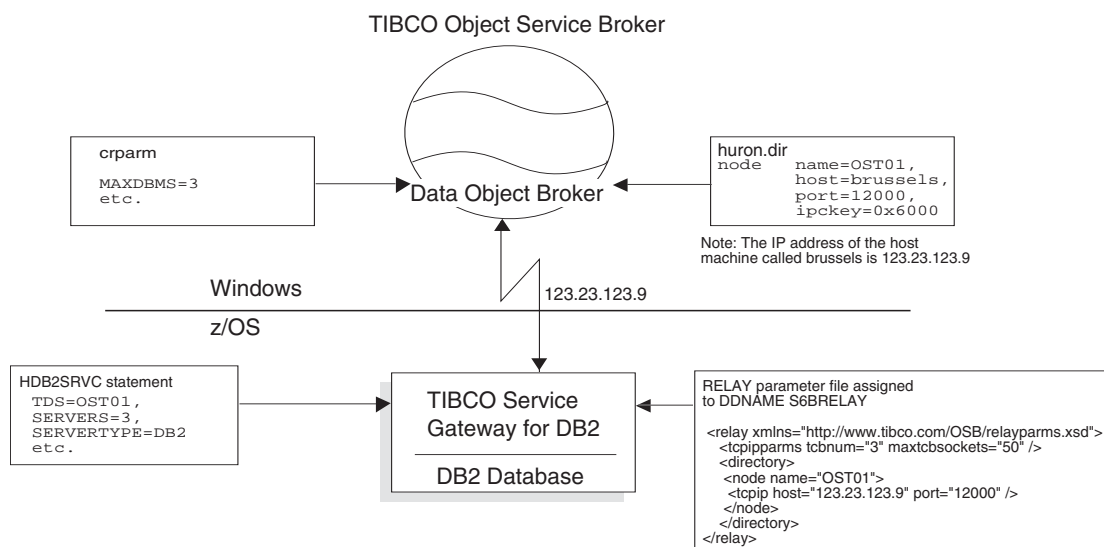 TIBCO Object Service Broker
crparm
MAXDBMS=3
etc.
Data Object Broker
huron.dir
node name=OST01,
host=brussels,
port=12000,
ipckey=0x6000
Note: The IP address of the host
machine called brussels is 123.23.123.9
Windows
123.23.123.9
z/OS
HDB2SRVC statement
TDS=OST01,
SERVERS=3,
SERVERTYPE=DB2
etc.
TIBCO Service
Gateway for DB2
DB2 Database
RELAY parameter file assigned
to DDNAME S6BRELAY
<relay xmlns="http://www.tibco.com/OSB/relayparms.xsd">
<tcpipparms tcbnum="3" maxtcbsockets="50" />
<directory>
<node name="OST01">
<tcpip host="123.23.123.9" port="12000" />
</node>
</directory>
</relay>